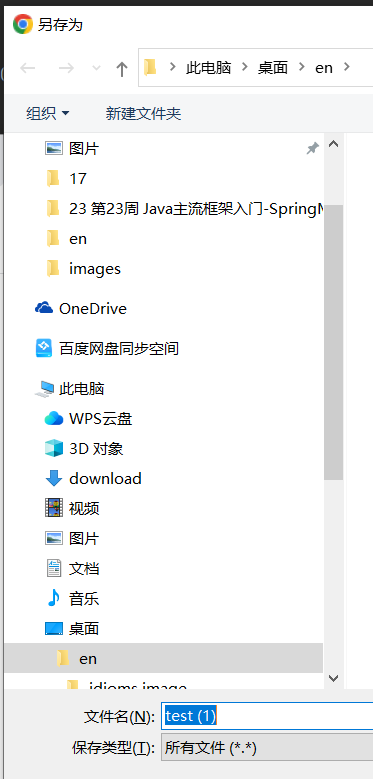 另存为
此电脑 > 桌面 > en >
组织 新建文件夹
图片
17
23 第23周 Java主流框架入门-Spring
en
images
OneDrive
百度网盘同步空间
此电脑
WPS云盘
3D 对象
download
视频
图片
文档
音乐
桌面
en
idioms image
文件名(N): test (1)
保存类型(T): 所有文件 (*.*)